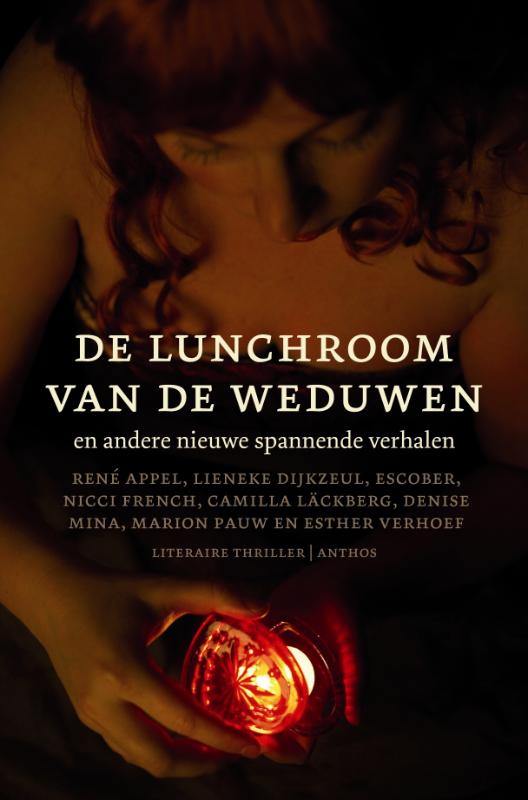 DE LUNCHROOM
VAN DE WEDUWEN
en andere nieuwe spannende verhalen
RENÉ APPEL, LIENEKE DIJKZEUL, ESCOBER,
NICCI FRENCH, CAMILLA LÄCKBERG, DENISE
MINA, MARION PAUW EN ESTHER VERHOEF
LITERAIRE THRILLER | ANTHOS